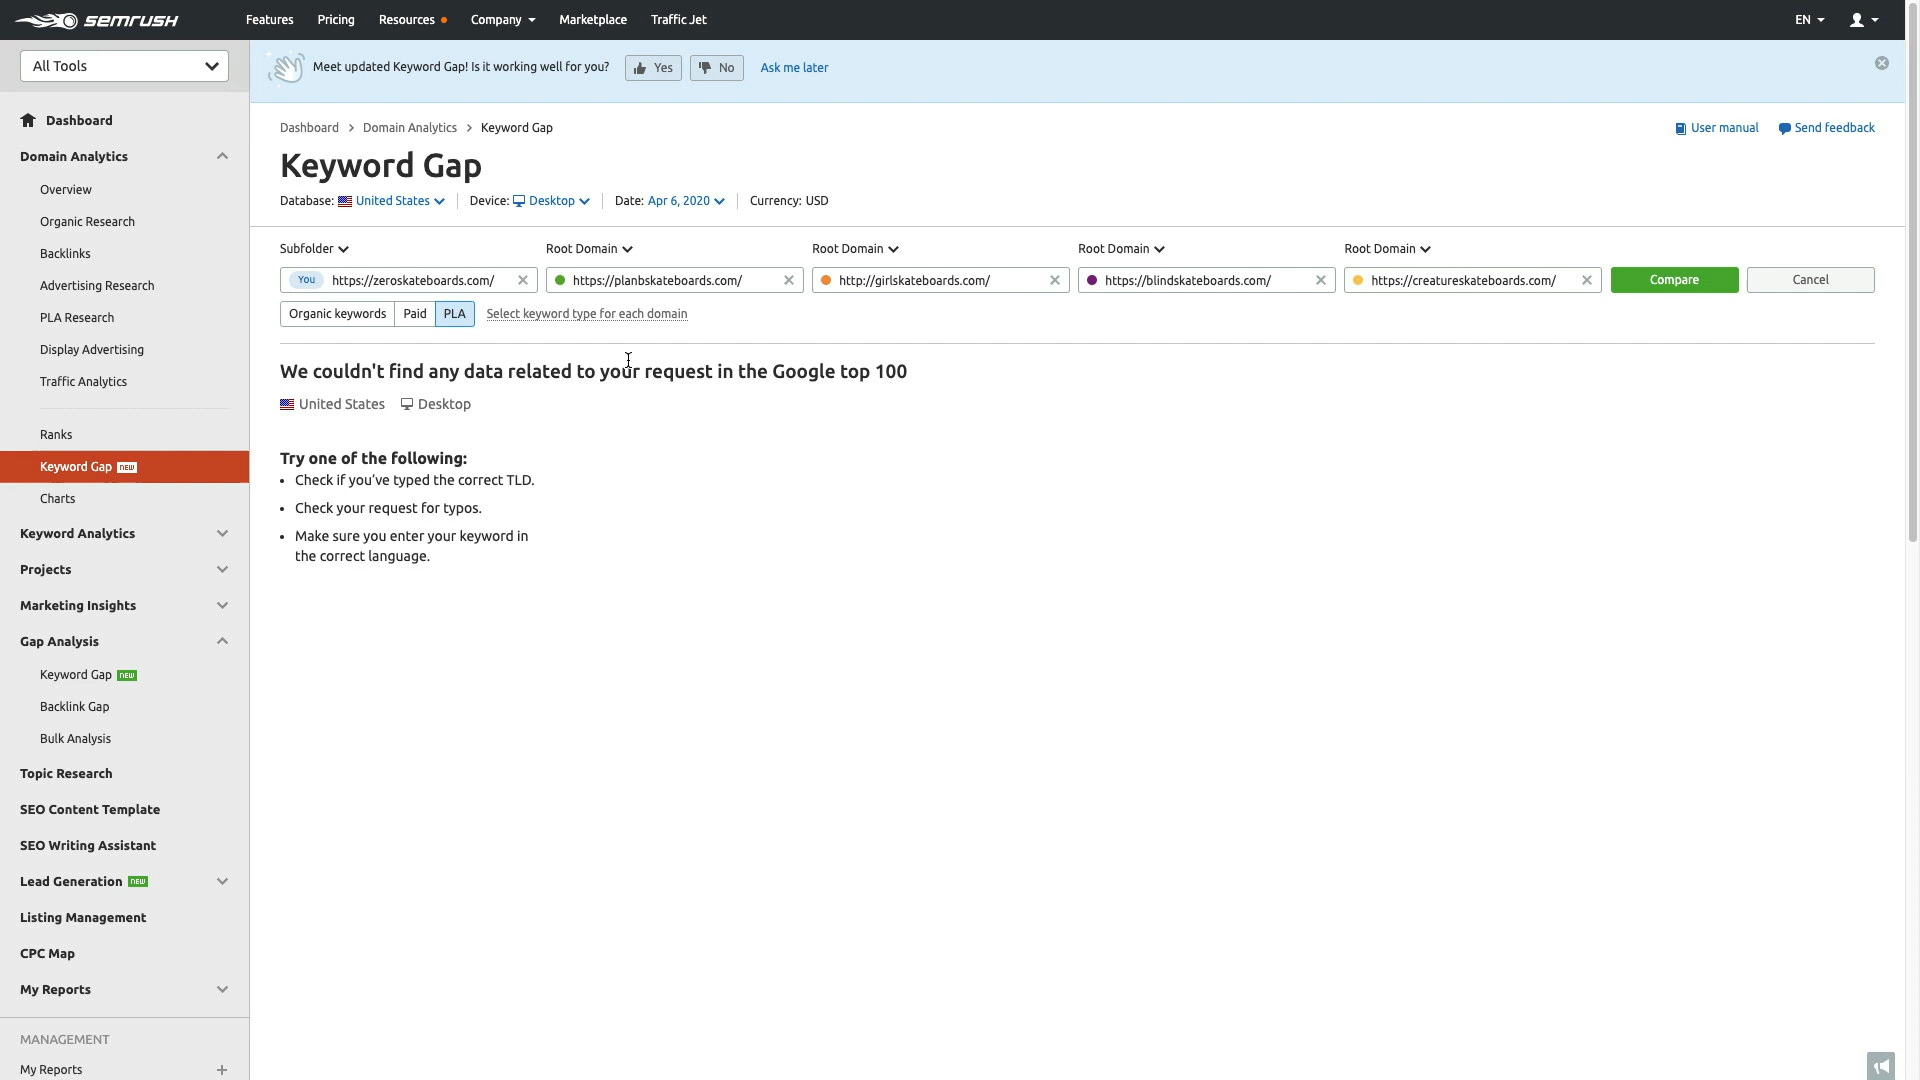 SEMRUSH
Features
Pricing
Resources
Company
Marketplace
Traffic Jet
EN
All Tools
Meet updated Keyword Gap! Is it working well for you?
Yes
No
Ask me later
Dashboard
Domain Analytics
Overview
Organic Research
Backlinks
Advertising Research
PLA Research
Display Advertising
Traffic Analytics
Ranks
Keyword Gap NEW
Charts
Keyword Analytics
Projects
Marketing Insights
Gap Analysis
Keyword Gap NEW
Backlink Gap
Bulk Analysis
Topic Research
SEO Content Template
SEO Writing Assistant
Lead Generation NEW
Listing Management
CPC Map
My Reports
MANAGEMENT
My Reports +
Dashboard > Domain Analytics > Keyword Gap
User manual
Send feedback
Keyword Gap
Database: United States
Device: Desktop
Date: Apr 6, 2020
Currency: USD
Subfolder
Root Domain
Root Domain
Root Domain
Root Domain
You https://zeroskateboards.com/
https://planbskateboards.com/
http://girlskateboards.com/
https://blindskateboards.com/
https://creatureskateboards.com/
Compare
Cancel
Organic keywords
Paid
PLA
Select keyword type for each domain
We couldn't find any data related to your request in the Google top 100
United States
Desktop
Try one of the following:
• Check if you've typed the correct TLD.
• Check your request for typos.
• Make sure you enter your keyword in
the correct language.